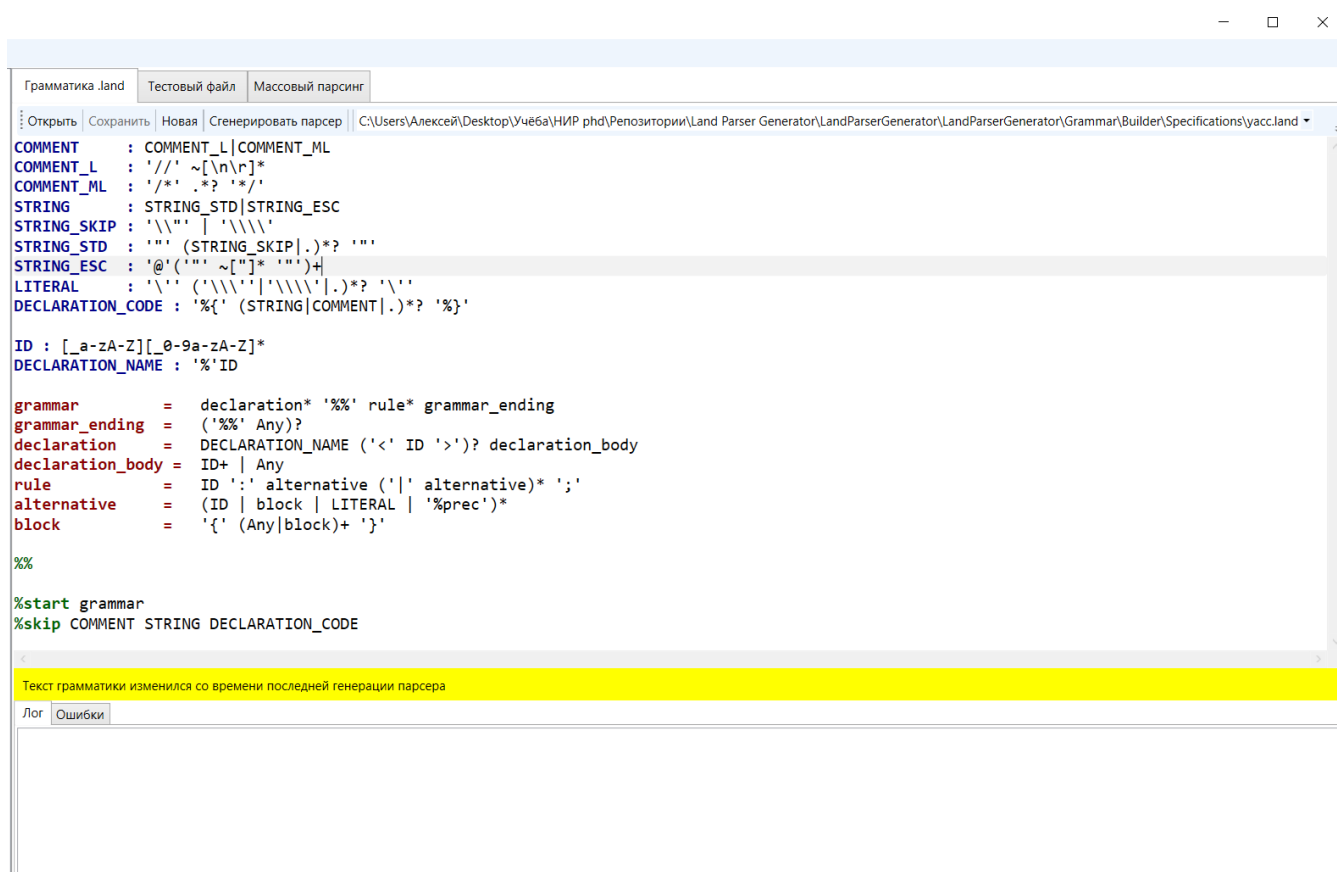 Грамматика .land Тестовый файл Массовый парсинг
Открыть Сохранить Новая Сгенерировать парсер C:\Users\Алексей\Desktop\Учёба\НИР phd\Репозитории\Land Parser Generator\LandParserGenerator\LandParserGenerator\Grammar\Builder\Specifications\yacc.land
COMMENT : COMMENT_L|COMMENT_ML
COMMENT_L : '//' ~[\n\r]*
COMMENT_ML : '/*' .*? '*/'
STRING : STRING_STD|STRING_ESC
STRING_SKIP : '\\"' | '\\\\'
STRING_STD : '"' (STRING_SKIP|.)*? '"'
STRING_ESC : '@'('"' ~["]* '"')+
LITERAL : '\'' ('\\\''|'\\\\'|.)*? '\''
DECLARATION_CODE : '%{' (STRING|COMMENT|.)*? '%}'
ID : [_a-zA-Z][_0-9a-zA-Z]*
DECLARATION_NAME : '%'ID
grammar = declaration* '%%' rule* grammar_ending
grammar_ending = ('%%' Any)?
declaration = DECLARATION_NAME ('<' ID '>')? declaration_body
declaration_body = ID+ | Any
rule = ID ':' alternative ('|' alternative)* ';'
alternative = (ID | block | LITERAL | '%prec')*
block = '{' (Any|block)+ '}'
%%
%start grammar
%skip COMMENT STRING DECLARATION_CODE
Текст грамматики изменился со времени последней генерации парсера
Лог Ошибки